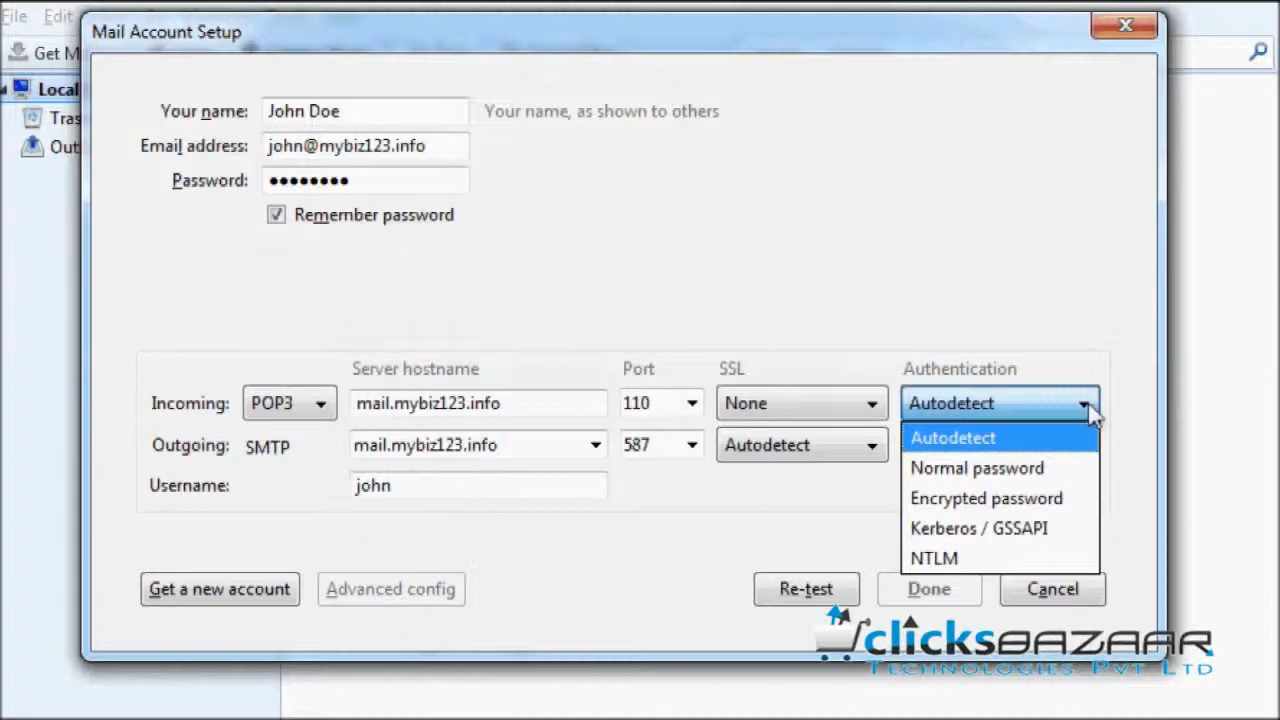 File Edit
Mail Account Setup
Get M
Local
Tras
Out
Your name: John Doe Your name, as shown to others
Email address: john@mybiz123.info
Password: ••••••••
Remember password
Server hostname Port SSL Authentication
Incoming: POP3 mail.mybiz123.info 110 None Autodetect
Outgoing: SMTP mail.mybiz123.info 587 Autodetect
Username: john
Autodetect
Normal password
Encrypted password
Kerberos / GSSAPI
NTLM
Get a new account Advanced config Re-test Done Cancel
clicksBAZAAR
TECHNOLOGIES PVT LTD